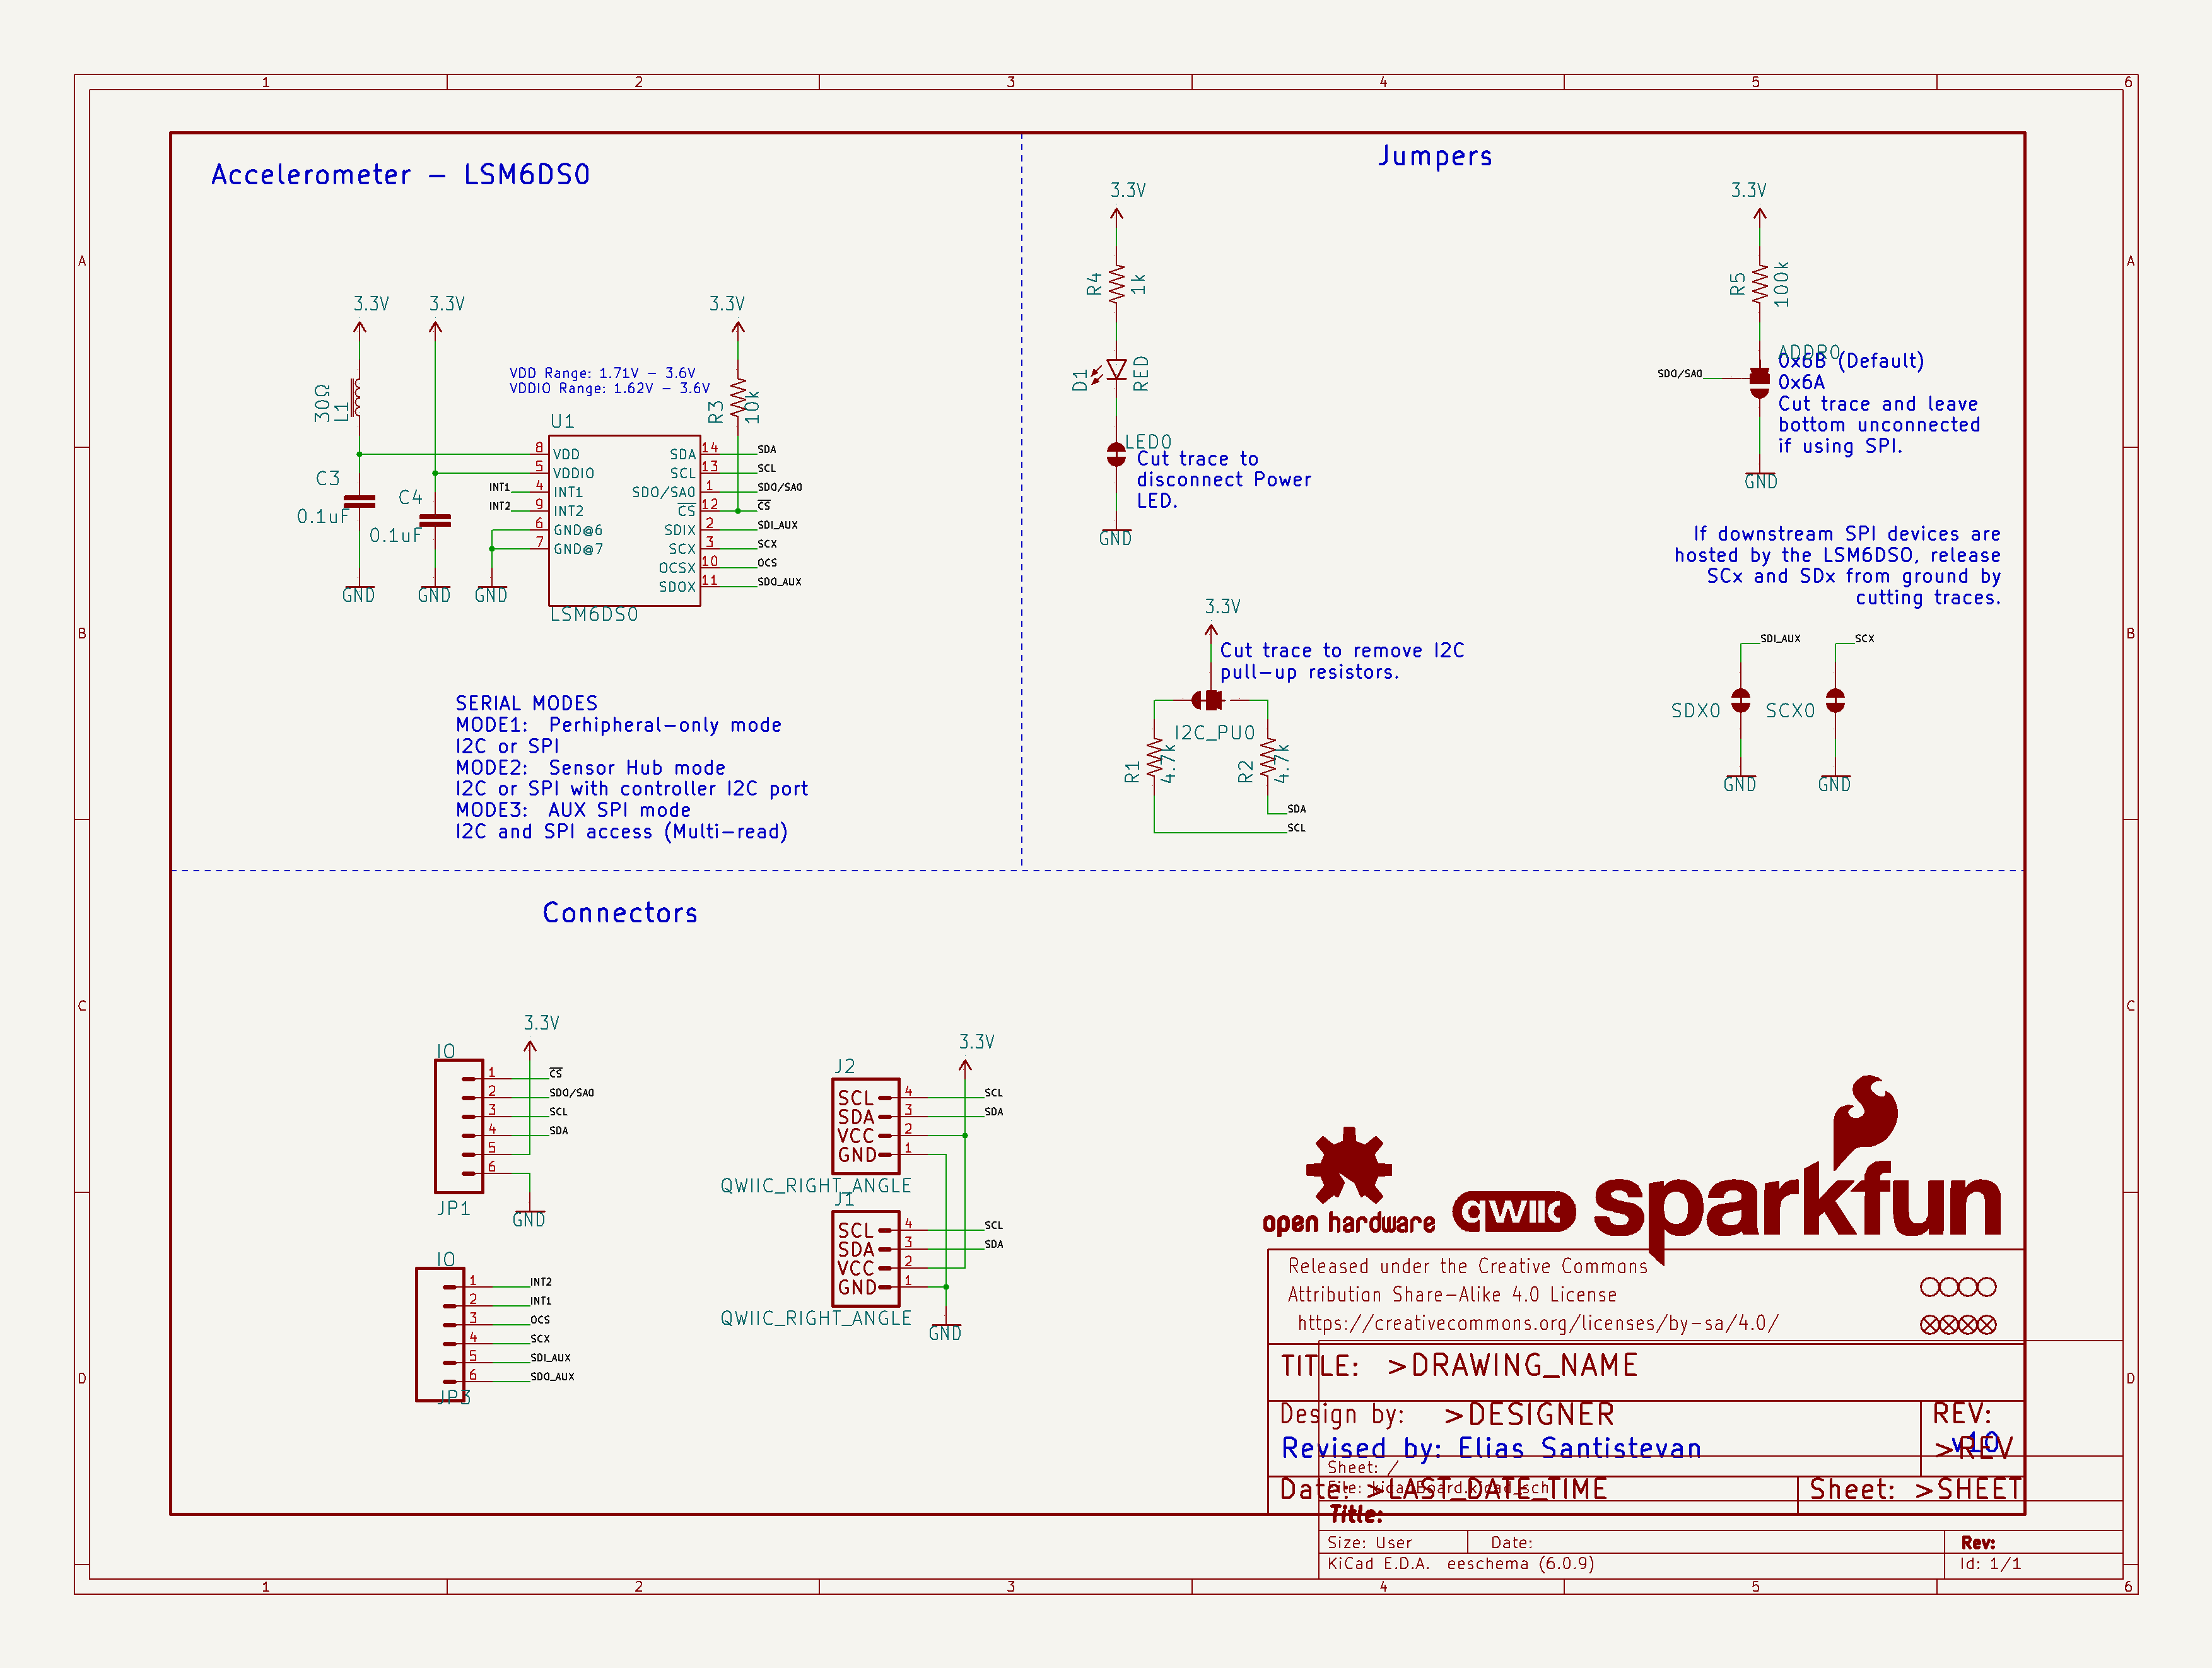 1 2 3 4 5 6
A
B
C
D
A
B
C
D
Accelerometer - LSM6DSO
3.3V
3.3V
3.3V
VDD Range: 1.71V - 3.6V
VDDIO Range: 1.62V - 3.6V
30Ω
L1
R3
10k
U1
C3
0.1uF
C4
0.1uF
8 VDD
5 VDDIO
INT1 4 INT1
INT2 9 INT2
6 GND@6
7 GND@7
SDA 14 SDA
SCL 13 SCL
SDO/SA0 1 SDO/SA0
CS 12 CS
SDIX 2 SDI_AUX
SCX 3 SCX
OCSX 10 OCS
SDOX 11 SDO_AUX
LSM6DSO
GND
GND
GND
SERIAL MODES
MODE1: Perhipheral-only mode
I2C or SPI
MODE2: Sensor Hub mode
I2C or SPI with controller I2C port
MODE3: AUX SPI mode
I2C and SPI access (Multi-read)
Jumpers
3.3V
R4
1k
D1
RED
LED0
Cut trace to
disconnect Power
LED.
GND
3.3V
R5
100k
SDO/SA0
ADDR0
0x6B (Default)
0x6A
Cut trace and leave
bottom unconnected
if using SPI.
GND
If downstream SPI devices are
hosted by the LSM6DSO, release
SCx and SDx from ground by
cutting traces.
3.3V
Cut trace to remove I2C
pull-up resistors.
I2C_PU0
R1
4.7k
R2
4.7k
SDA
SCL
SDI_AUX
SCX
SDX0
SCX0
GND
GND
Connectors
3.3V
IO
1 CS
2 SDO/SA0
3 SCL
4 SDA
5
6
JP1
GND
IO
1 INT2
2 INT1
3 OCS
4 SCX
5 SDI_AUX
6 SDO_AUX
JP3
3.3V
J2
SCL 4 SCL
SDA 3 SDA
VCC 2
GND 1
QWIIC_RIGHT_ANGLE
J1
SCL 4 SCL
SDA 3 SDA
VCC 2
GND 1
QWIIC_RIGHT_ANGLE
GND
open hardware
qwiic
sparkfun
Released under the Creative Commons
Attribution Share-Alike 4.0 License
https://creativecommons.org/licenses/by-sa/4.0/
TITLE: >DRAWING_NAME
Design by: >DESIGNER
REV:
Revised by: Elias Santistevan
v10
>REV
Sheet: /
File: kicadBoard.kicad_sch
Date: >LAST_DATE_TIME
Sheet: >SHEET
Title:
Size: User
Date:
Rev:
KiCad E.D.A. eeschema (6.0.9)
Id: 1/1
1 2 3 4 5 6